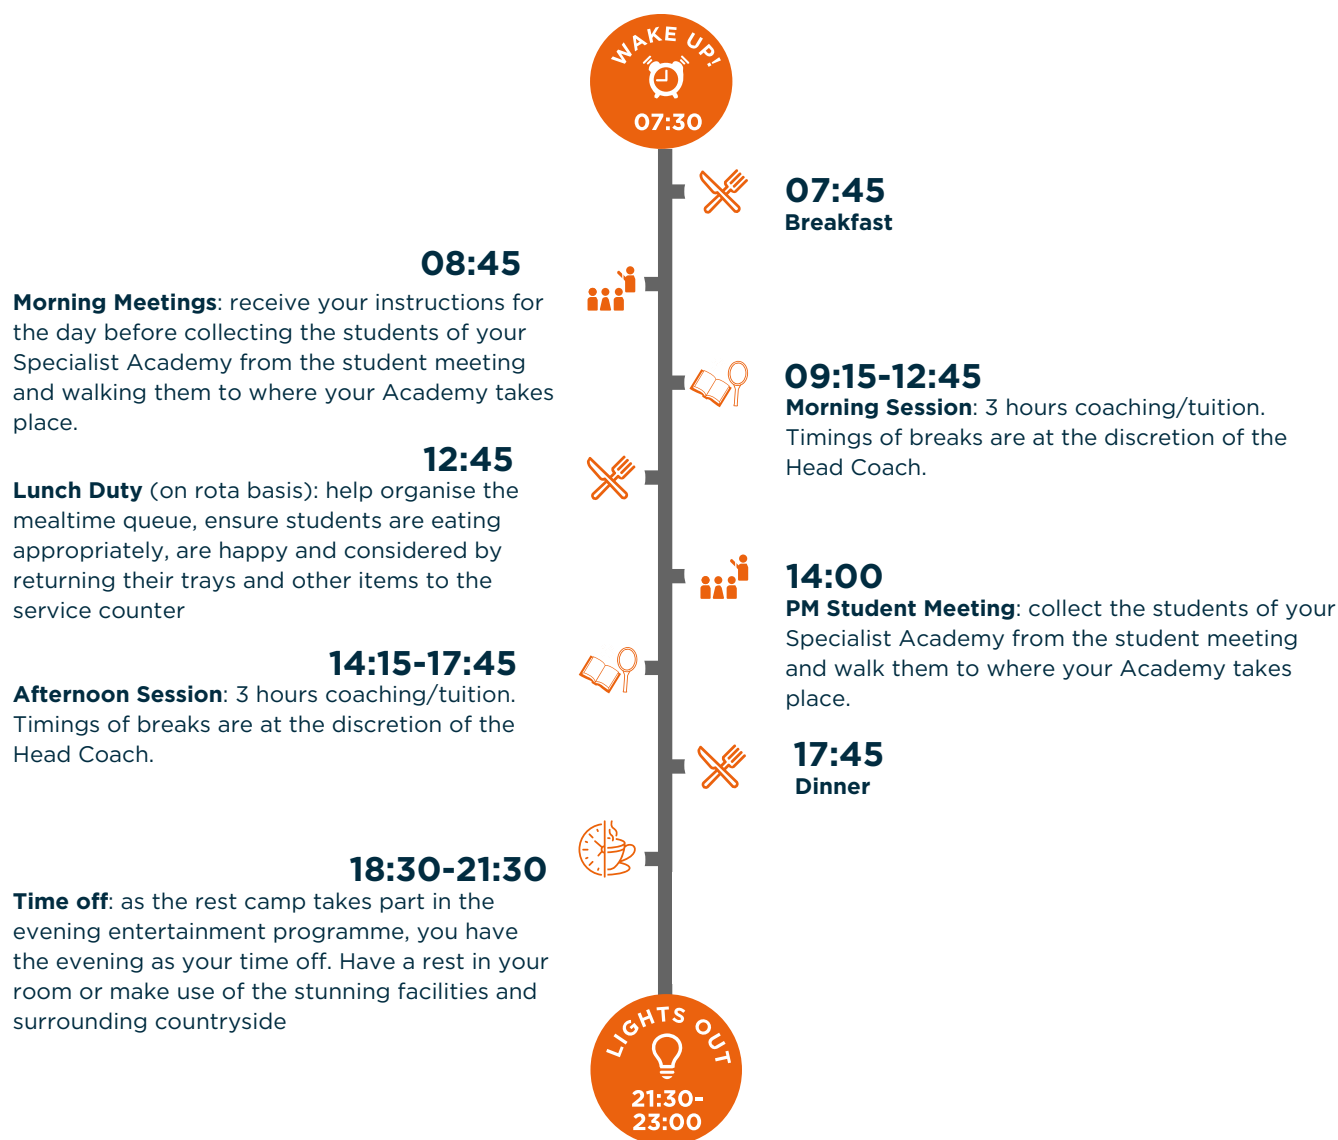 WAKE UP!
07:30
07:45
Breakfast
08:45
Morning Meetings: receive your instructions for
the day before collecting the students of your
Specialist Academy from the student meeting
and walking them to where your Academy takes
place.
09:15-12:45
Morning Session: 3 hours coaching/tuition.
Timings of breaks are at the discretion of the
Head Coach.
12:45
Lunch Duty (on rota basis): help organise the
mealtime queue, ensure students are eating
appropriately, are happy and considered by
returning their trays and other items to the
service counter
14:00
PM Student Meeting: collect the students of your
Specialist Academy from the student meeting
and walk them to where your Academy takes
place.
14:15-17:45
Afternoon Session: 3 hours coaching/tuition.
Timings of breaks are at the discretion of the
Head Coach.
17:45
Dinner
18:30-21:30
Time off: as the rest camp takes part in the
evening entertainment programme, you have
the evening as your time off. Have a rest in your
room or make use of the stunning facilities and
surrounding countryside
LIGHTS OUT
21:30-
23:00